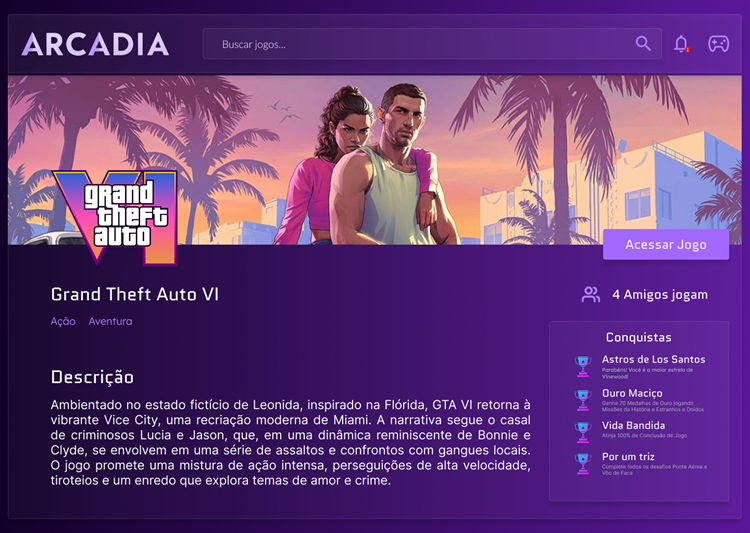 ARCADIA
Buscar jogos...
1
VI
grand
theft
auto
Acessar Jogo
Grand Theft Auto VI
4 Amigos jogam
Ação Aventura
Conquistas
Astros de Los Santos
Parabéns! Você é a maior estrela de
Vinewood!
Ouro Maciço
Ganhe 70 Medalhas de Ouro jogando
Missões da História e Estranhos e Doidos
Vida Bandida
Atinja 100% de Conclusão de Jogo
Por um triz
Complete todos os desafios Ponte Aérea e
Vôo de Faca
Descrição
Ambientado no estado fictício de Leonida, inspirado na Flórida, GTA VI retorna à
vibrante Vice City, uma recriação moderna de Miami. A narrativa segue o casal
de criminosos Lucia e Jason, que, em uma dinâmica reminiscente de Bonnie e
Clyde, se envolvem em uma série de assaltos e confrontos com gangues locais.
O jogo promete uma mistura de ação intensa, perseguições de alta velocidade,
tiroteios e um enredo que explora temas de amor e crime.